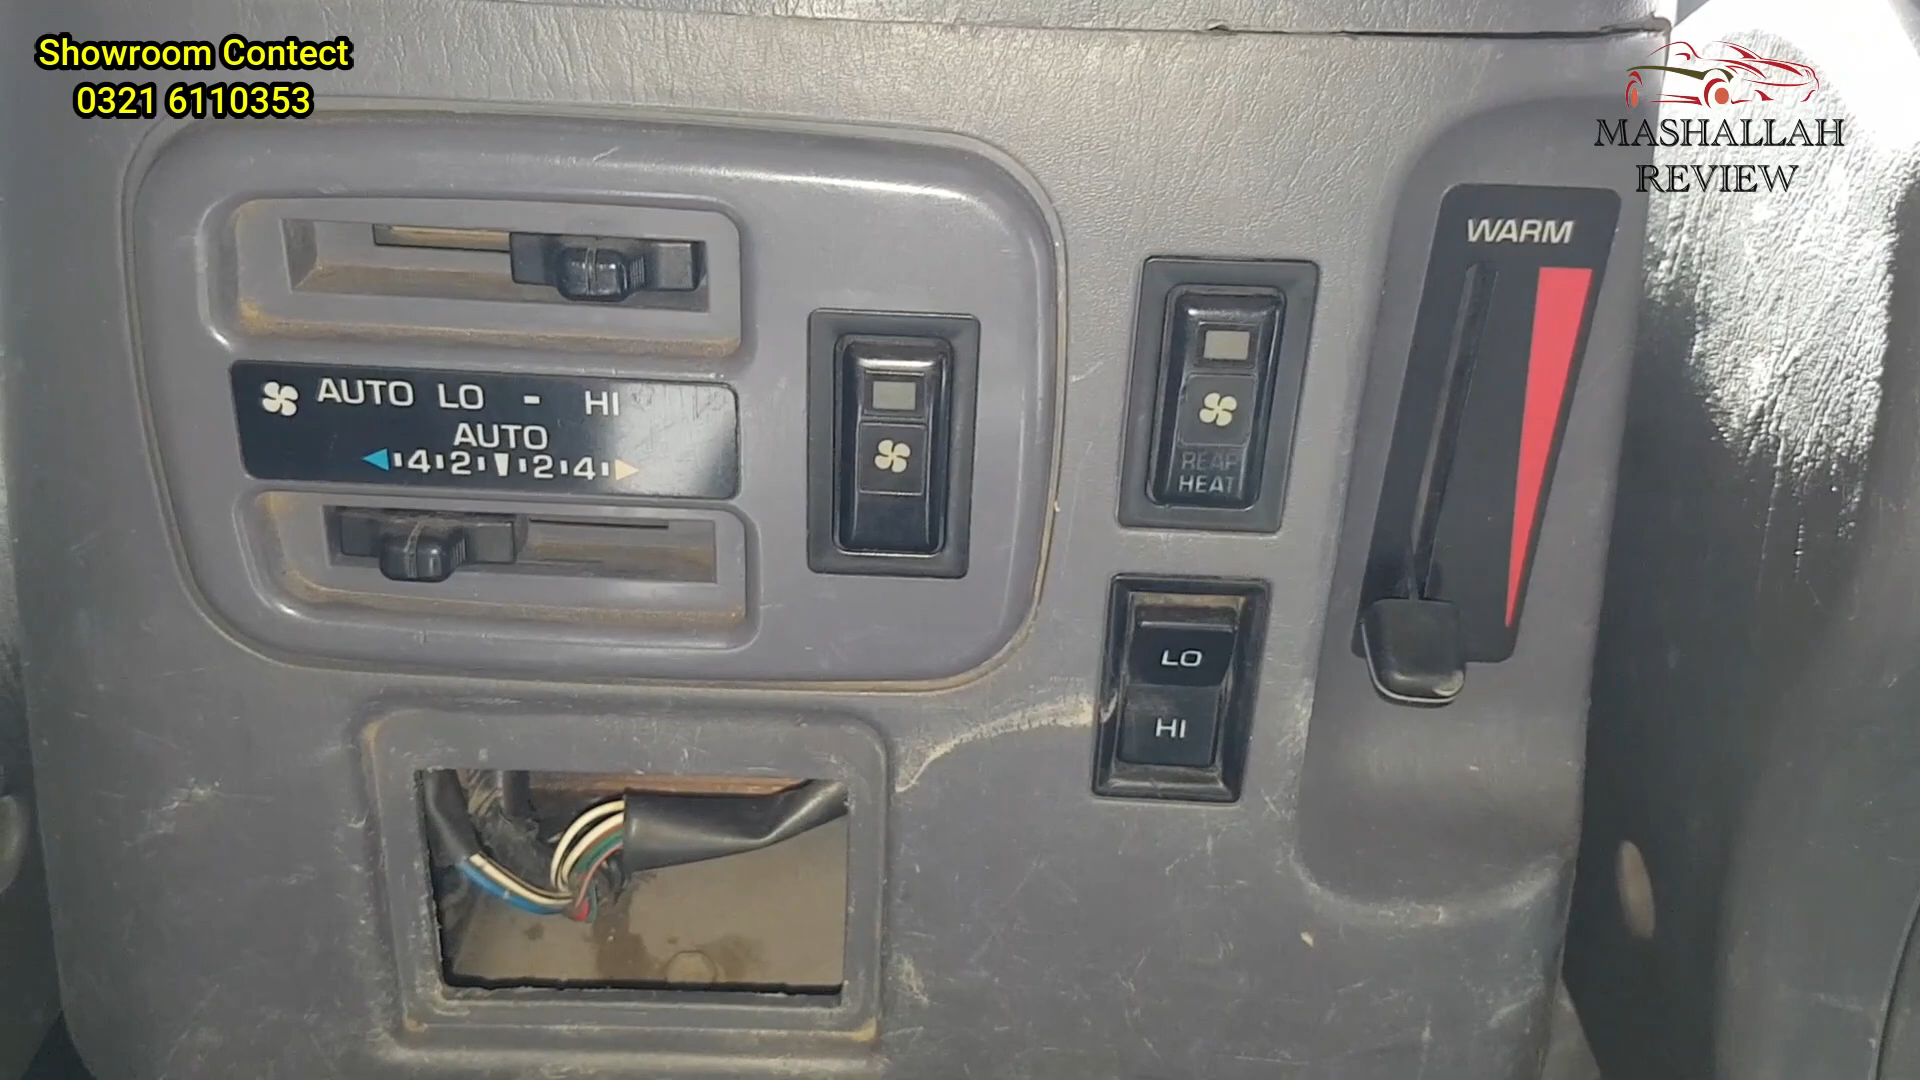 Showroom Contect
0321 6110353
MASHALLAH
REVIEW
WARM
AUTO LO - HI
AUTO
4 2 2 4
REAR
HEAT
LO
HI